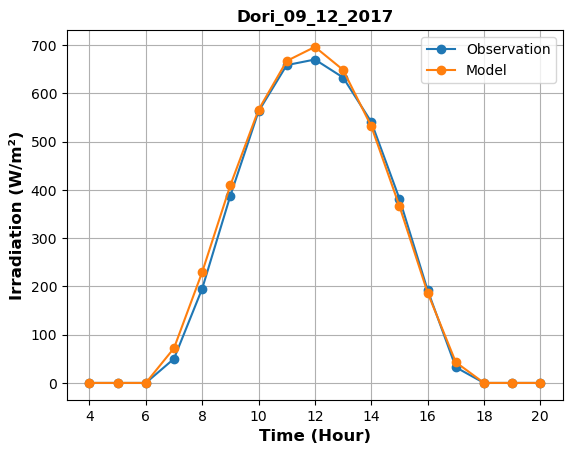 Dori_09_12_2017
Observation
Model
Irradiation (W/m²)
700
600
500
400
300
200
100
0
4 6 8 10 12 14 16 18 20
Time (Hour)